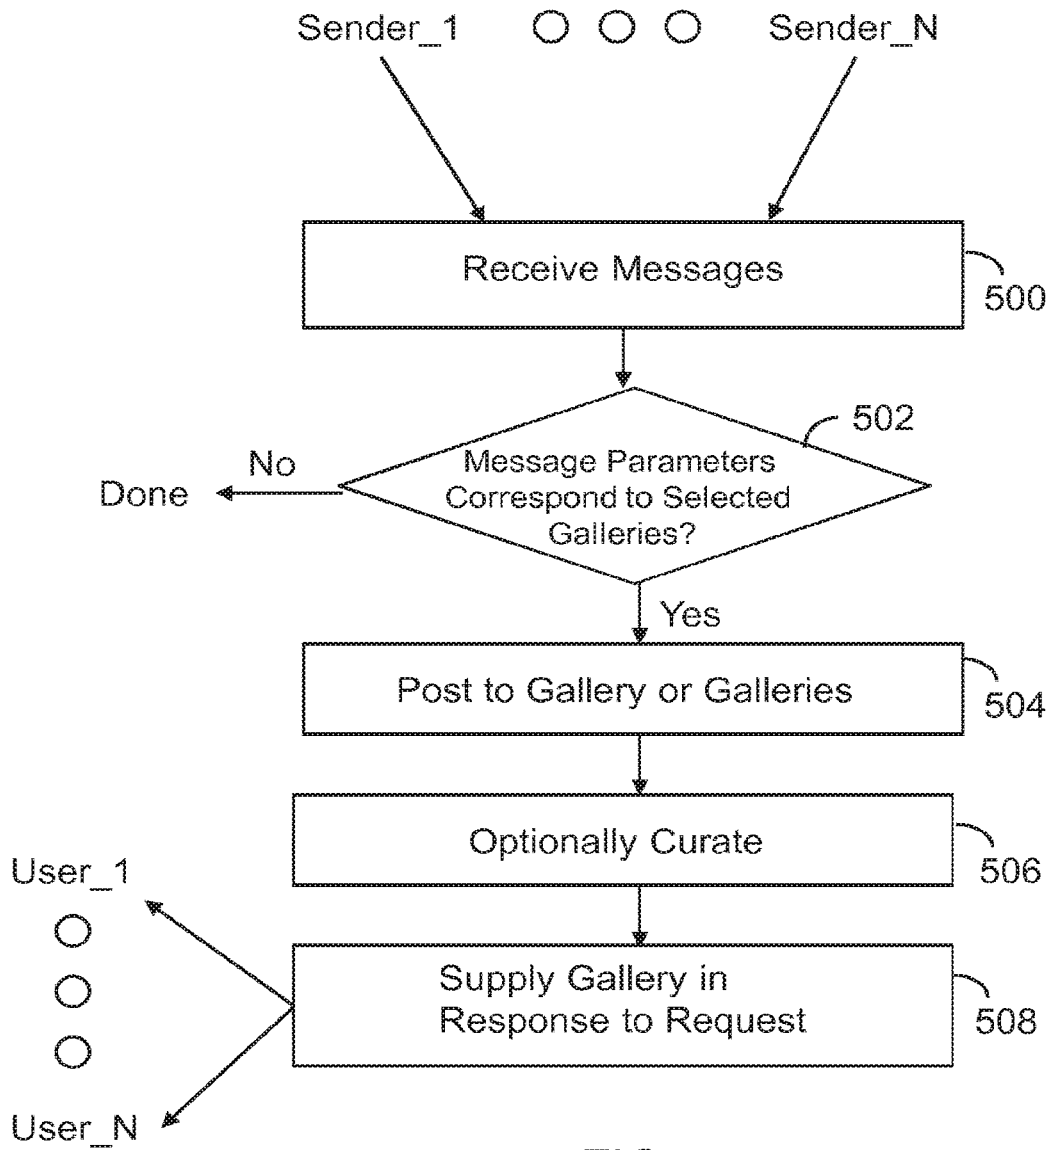 Sender_1 Sender_N
Receive Messages
500
502
Message Parameters
Correspond to Selected
Galleries?
No
Done
Yes
Post to Gallery or Galleries
504
Optionally Curate
506
User_1
Supply Gallery in
Response to Request
508
User_N